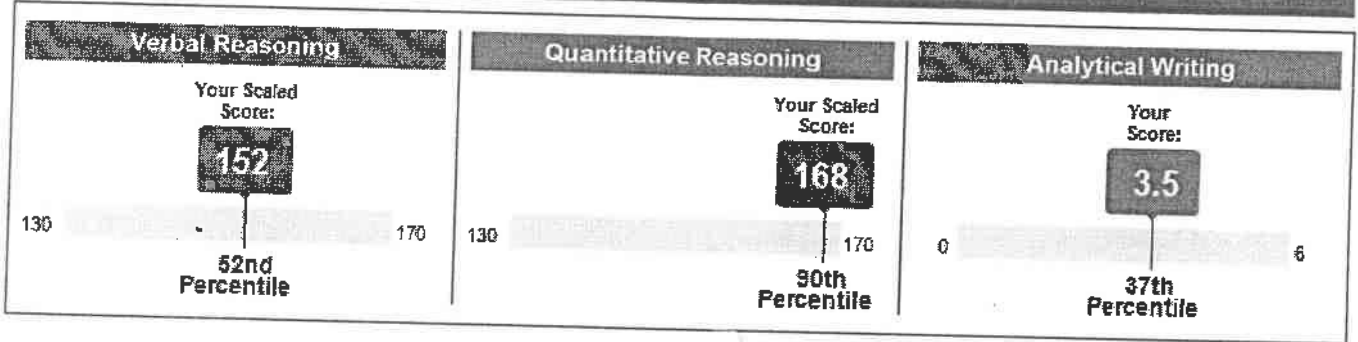 Verbal Reasoning
Your Scaled
Score:
152
130
170
52nd
Percentile
Quantitative Reasoning
Your Scaled
Score:
168
130
170
90th
Percentile
Analytical Writing
Your
Score:
3.5
0
6
37th
Percentile